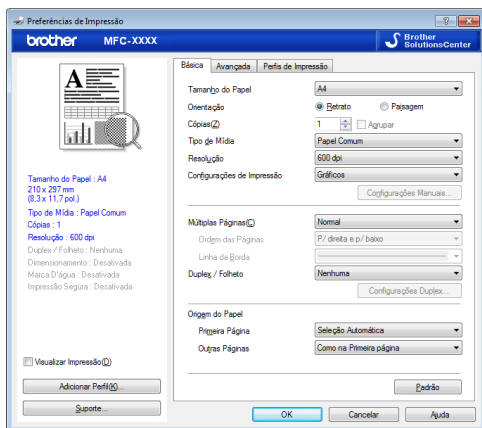 Preferências de Impressão
brother MFC-XXXX
Brother
SolutionsCenter
Básica Avançada Perfis de Impressão
A
Tamanho do Papel : A4
210 x 297 mm
(8.3 x 11,7 pol.)
Tipo de Mídia : Papel Comum
Cópias : 1
Resolução : 600 dpi
Duplex / Folheto : Nenhuma
Dimensionamento : Desativada
Marca D'água : Desativada
Impressão Segura : Desativada
Visualizar Impressão(D)
Adicionar Perfil(K)...
Suporte...
Tamanho do Papel A4
Orientação Retrato Paisagem
Cópias(Z) 1 Agrupar
Tipo de Mídia Papel Comum
Resolução 600 dpi
Configurações de Impressão Gráficos
Configurações Manuais...
Múltiplas Páginas(C) Normal
Ordem das Páginas P/ direita e p/ baixo
Linha da Borda
Duplex / Folheto Nenhuma
Configurações Duplex...
Origem do Papel
Primeira Página Seleção Automática
Outras Páginas Como na Primeira página
Padrão
OK Cancelar Ajuda